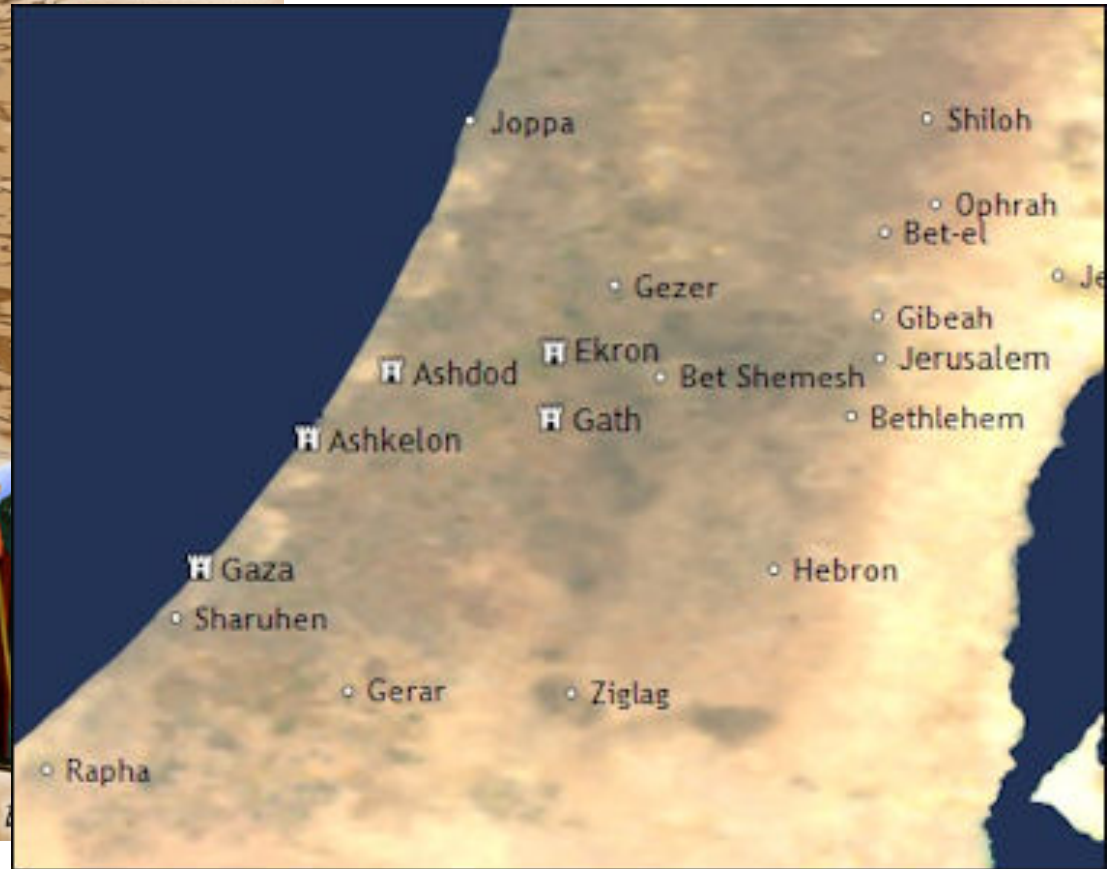 Joppa
Shiloh
Ophrah
Bet-el
Je
Gezer
Gibeah
Ekron
Jerusalem
Ashdod
Bet Shemesh
Gath
Bethlehem
Ashkelon
Gaza
Hebron
Sharuhen
Gerar
Ziglag
Rapha